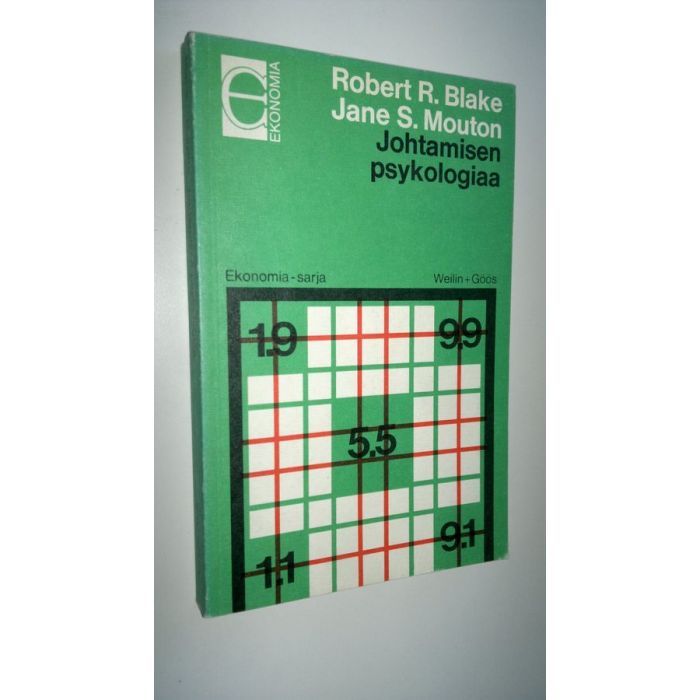 EKONOMIA
Robert R. Blake
Jane S. Mouton
Johtamisen
psykologiaa
Ekonomia-sarja
Weilin+Göös
1.9
9.9
5.5
1.1
9.1